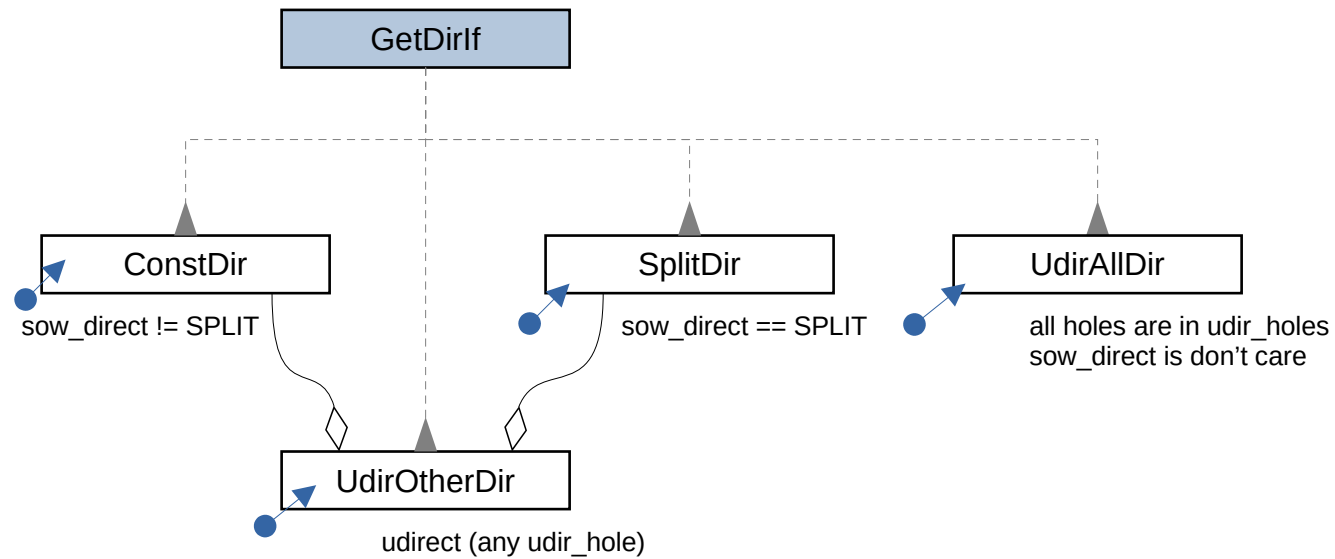 GetDirIf
ConstDir
SplitDir
UdirAllDir
sow_direct != SPLIT
sow_direct == SPLIT
all holes are in udir_holes
sow_direct is don’t care
UdirOtherDir
udirect (any udir_hole)